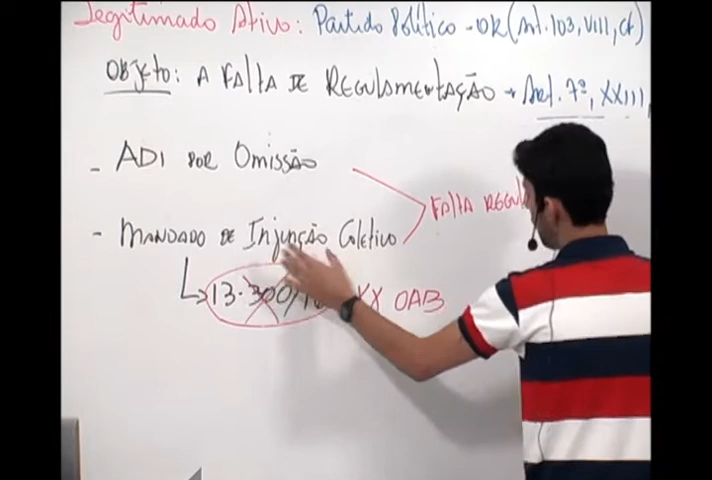 Legitimado Ativo: Partido Político - OK (Art. 103, VIII, CF)
Objeto: A FALTA DE REGULAMENTAÇÃO → Art. 7º, XXIII,
- ADI POR OMISSÃO
FALTA REGUL
- MANDADO DE INJUNÇÃO COLETIVO
13.300/ XX OAB